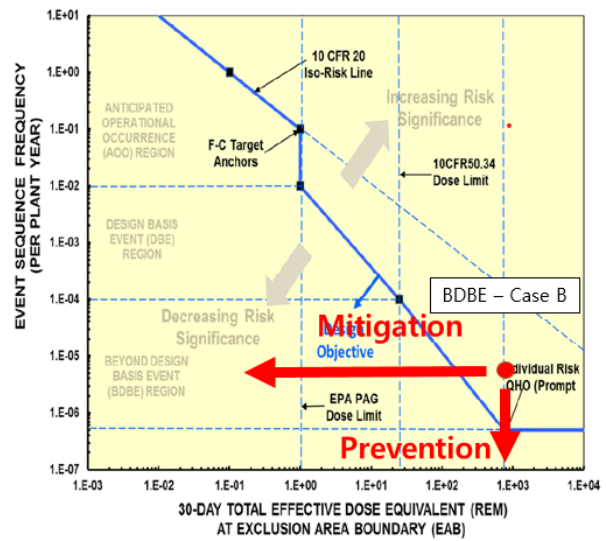 1.E+01
1.E+00
1.E-01
1.E-02
1.E-03
1.E-04
1.E-05
1.E-06
1.E-07
EVENT SEQUENCE FREQUENCY
(PER PLANT YEAR)
10 CFR 20
Iso-Risk Line
ANTICIPATED
OPERATIONAL
OCCURRENCE
(AOO) REGION
F-C Target
Anchors
Increasing Risk
Significance
10CFR50.34
Dose Limit
DESIGN BASIS
EVENT (DBE)
REGION
BDBE – Case B
Decreasing Risk
Significance
Mitigation
Objective
BEYOND DESIGN
BASIS EVENT
(BDBE) REGION
ndividual Risk
QHO (Prompt
EPA PAG
Dose Limit
Prevention
1.E-03
1.E-02
1.E-01
1.E+00
1.E+01
1.E+02
1.E+03
1.E+04
30-DAY TOTAL EFFECTIVE DOSE EQUIVALENT (REM)
AT EXCLUSION AREA BOUNDARY (EAB)